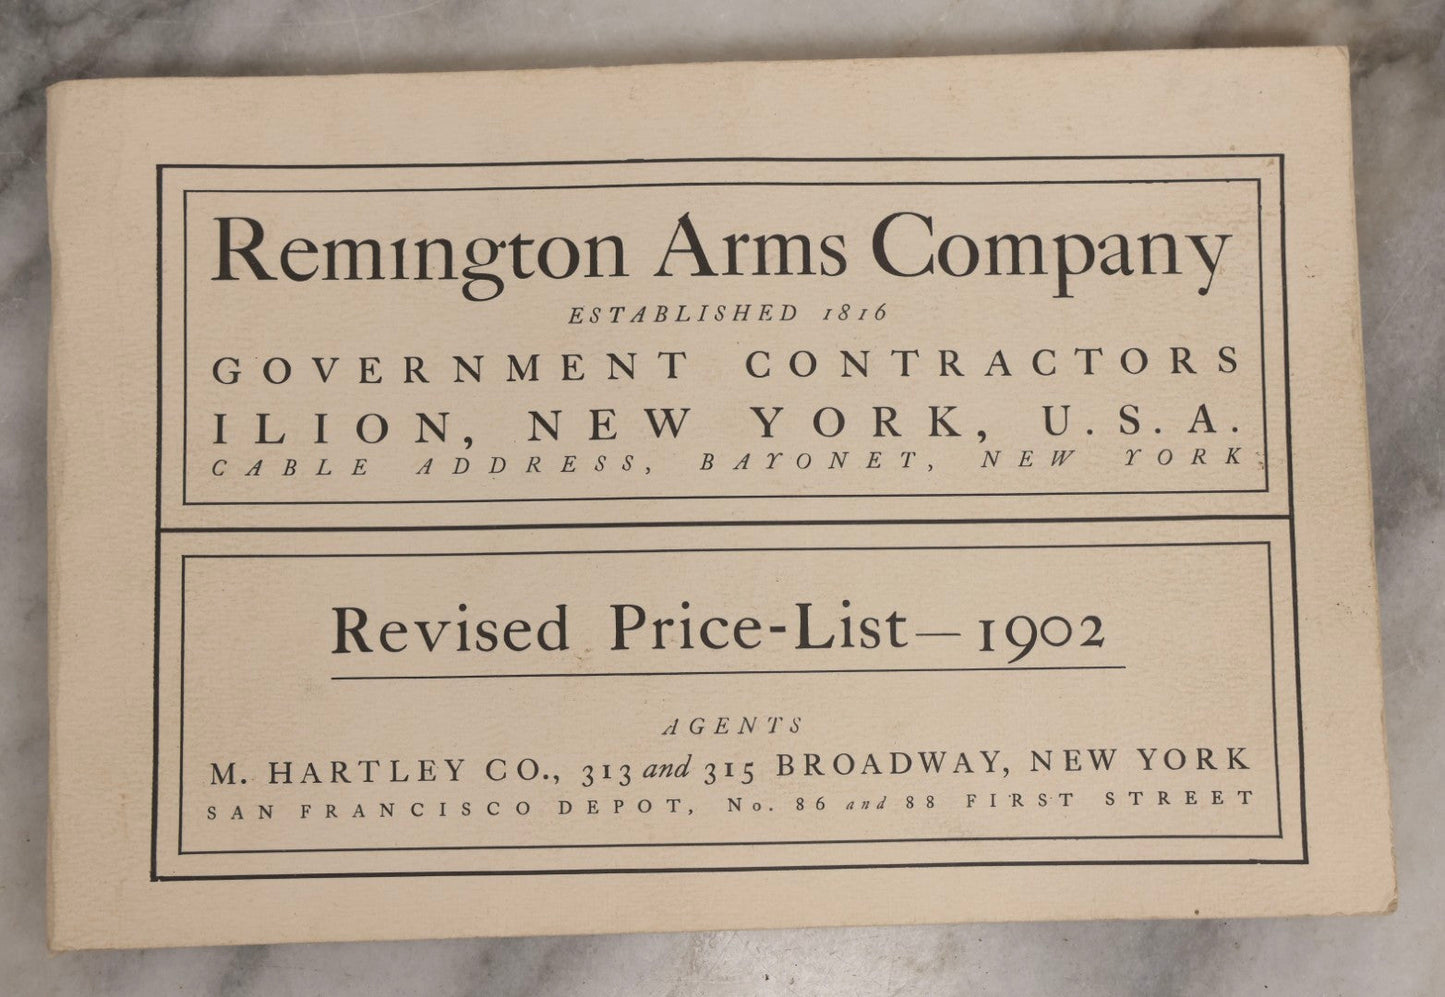 Remington Arms Company
ESTABLISHED 1816
GOVERNMENT CONTRACTORS
ILION, NEW YORK, U.S.A.
CABLE ADDRESS, BAYONET, NEW YORK
Revised Price-List—1902
AGENTS
M. HARTLEY CO., 313 and 315 BROADWAY, NEW YORK
SAN FRANCISCO DEPOT, No. 86 and 88 FIRST STREET